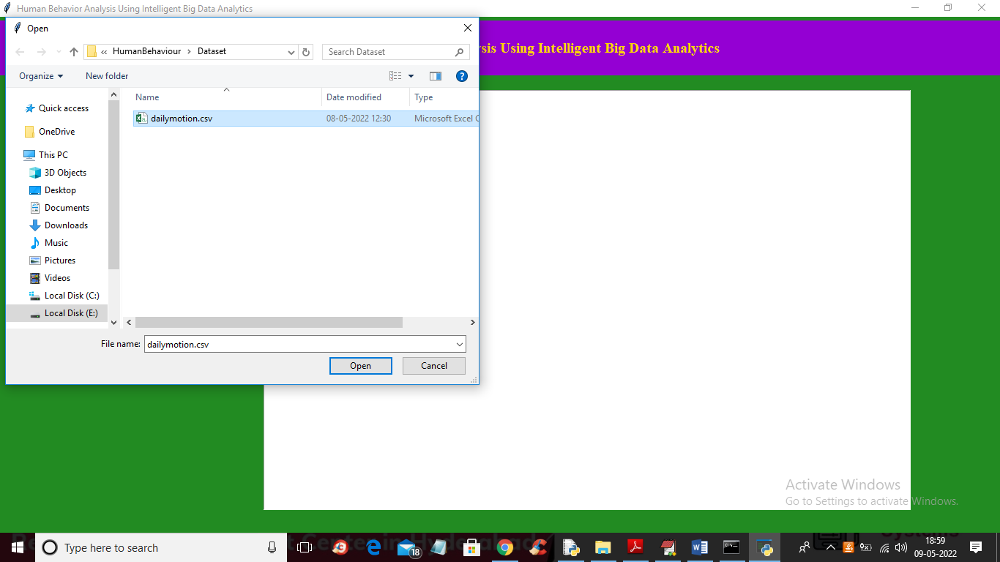 Human Behavior Analysis Using Intelligent Big Data Analytics
Open
sis Using Intelligent Big Data Analytics
« HumanBehaviour › Dataset
Search Dataset
Organize
New folder
Name
Date modified
Type
dailymotion.csv
08-05-2022 12:30
Microsoft Excel C
Quick access
OneDrive
This PC
3D Objects
Desktop
Documents
Downloads
Music
Pictures
Videos
Local Disk (C:)
Local Disk (E:)
File name:
dailymotion.csv
Open
Cancel
Activate Windows
Go to Settings to activate Windows.
Type here to search
18
Systems
18:59
09-05-2022